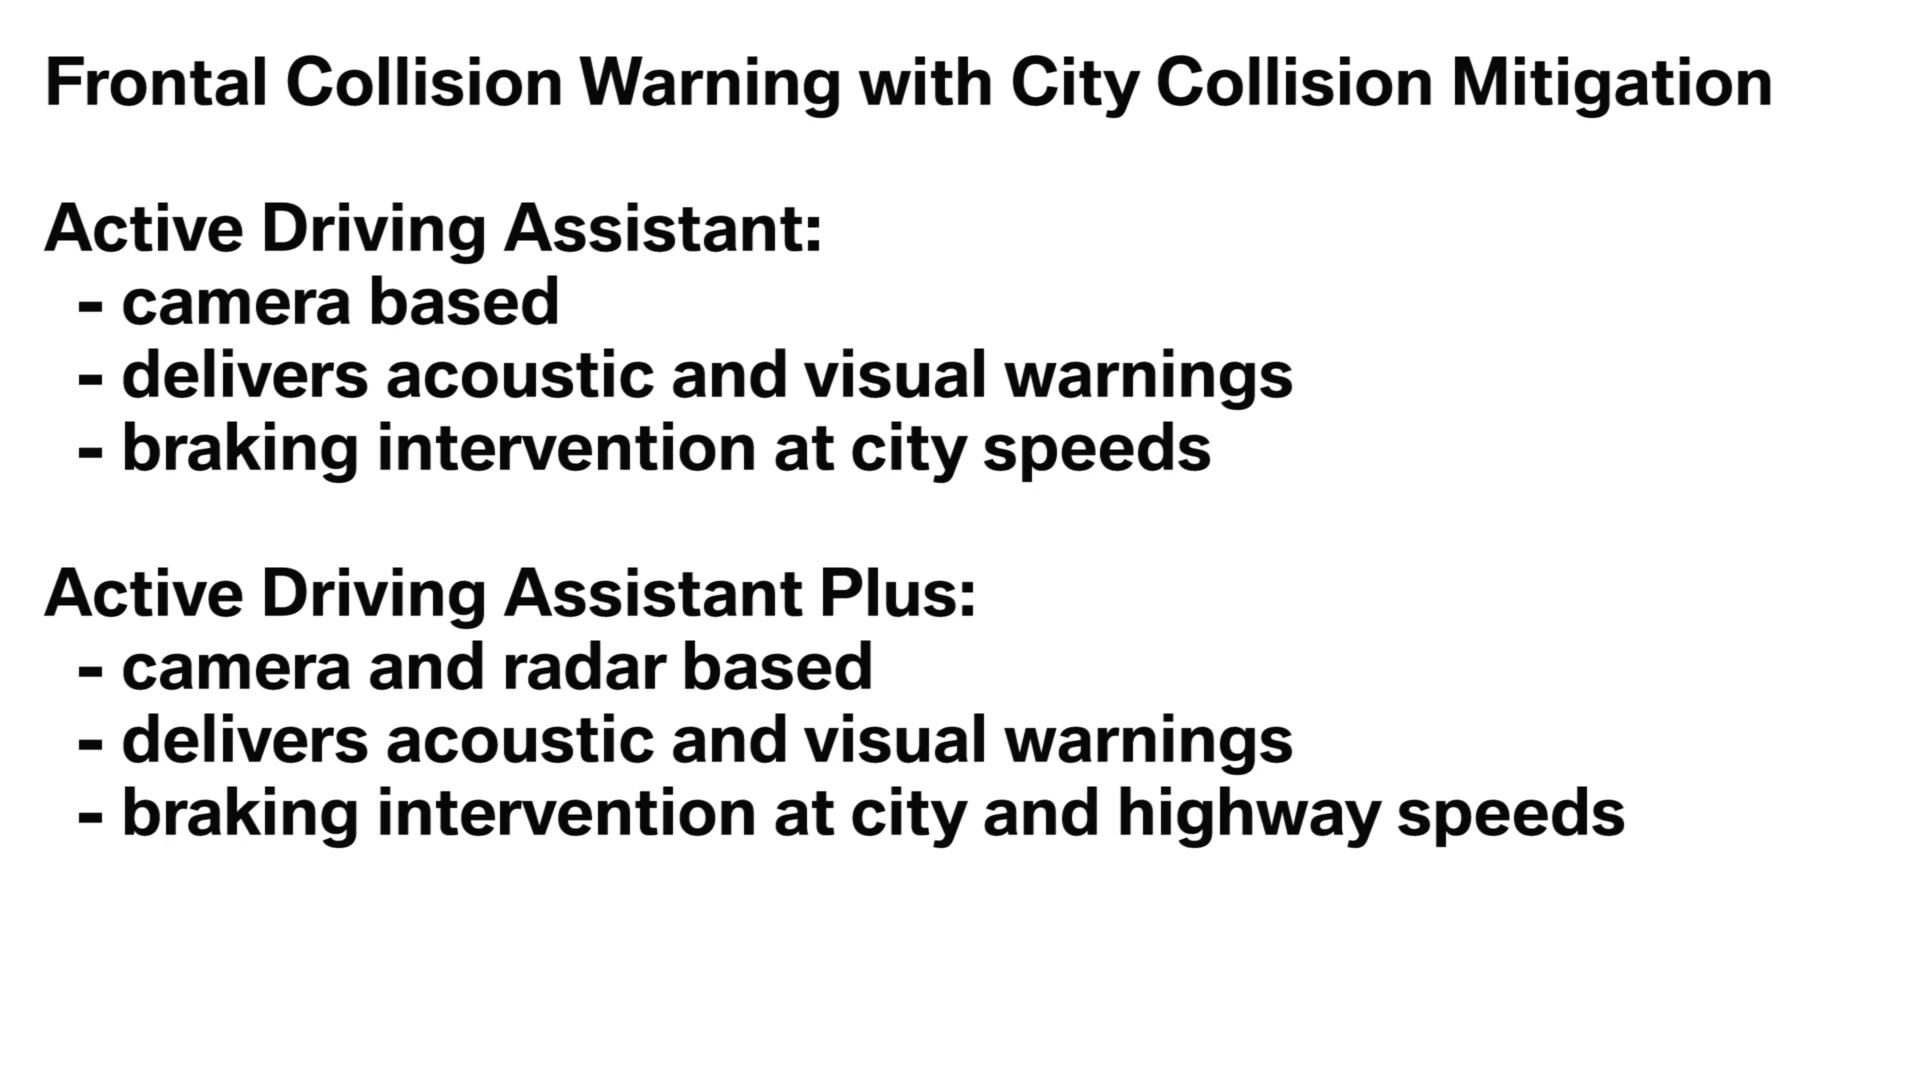 Frontal Collision Warning with City Collision Mitigation
Active Driving Assistant:
- camera based
- delivers acoustic and visual warnings
- braking intervention at city speeds
Active Driving Assistant Plus:
- camera and radar based
- delivers acoustic and visual warnings
- braking intervention at city and highway speeds